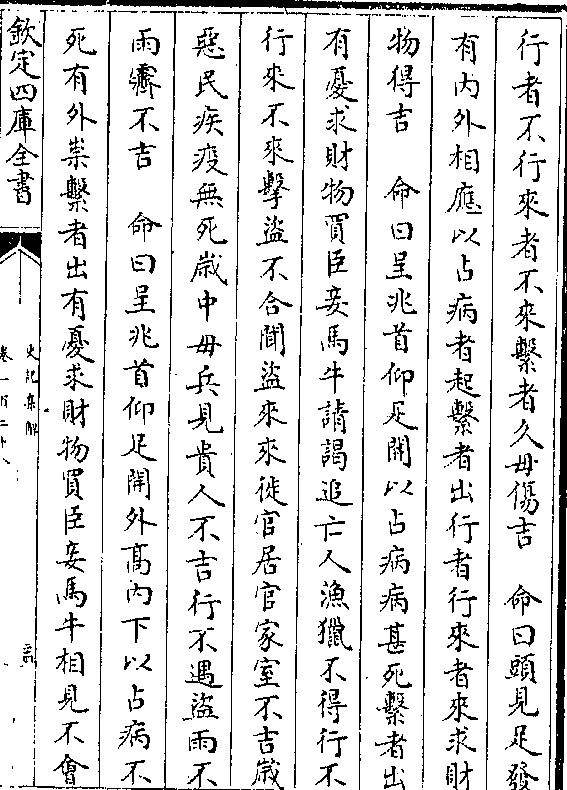 行者不行來者不來繫者久毋傷吉　命曰頭見足發
有內外相應以占病者起繫者出行者行來者來求財
物得吉　命曰呈兆首仰足開以占病病甚死繫者出
有憂求財物買臣妾馬牛請謁追亡人漁獵不得行不
行來不來擊盜不合聞盜來來徙官居官家室不吉嵗
惡民疾疫無死嵗中毋兵見貴人不吉行不遇盜雨不
雨霽不吉　命曰呈兆首仰足開外高內下以占病不
死有外祟繫者出有憂求財物買臣妾馬牛相見不會
欽定四庫全書
史記集解
卷一百二十八